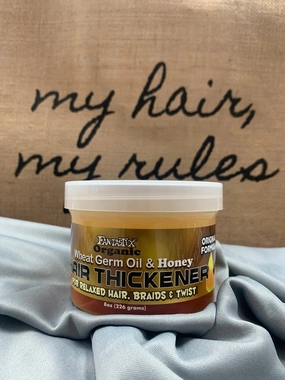 my hair,
my rules
FANTASTIX
Organic
Wheat Germ Oil & Honey
HAIR THICKENER
FOR RELAXED HAIR, BRAIDS & TWIST
8oz (226 grams)